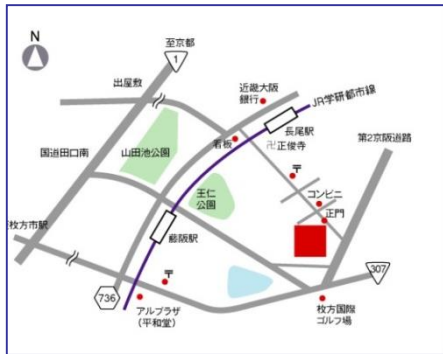 N
至京都
1
出屋敷
近畿大阪
銀行
JR学研都市線
長尾駅
卍正俊寺
看板
第2京阪道路
国道田口南
山田池公園
〒
コンビニ
正門
王仁
公園
枚方市駅
藤阪駅
307
〒
736
アルプラザ
(平和堂)
枚方国際
ゴルフ場